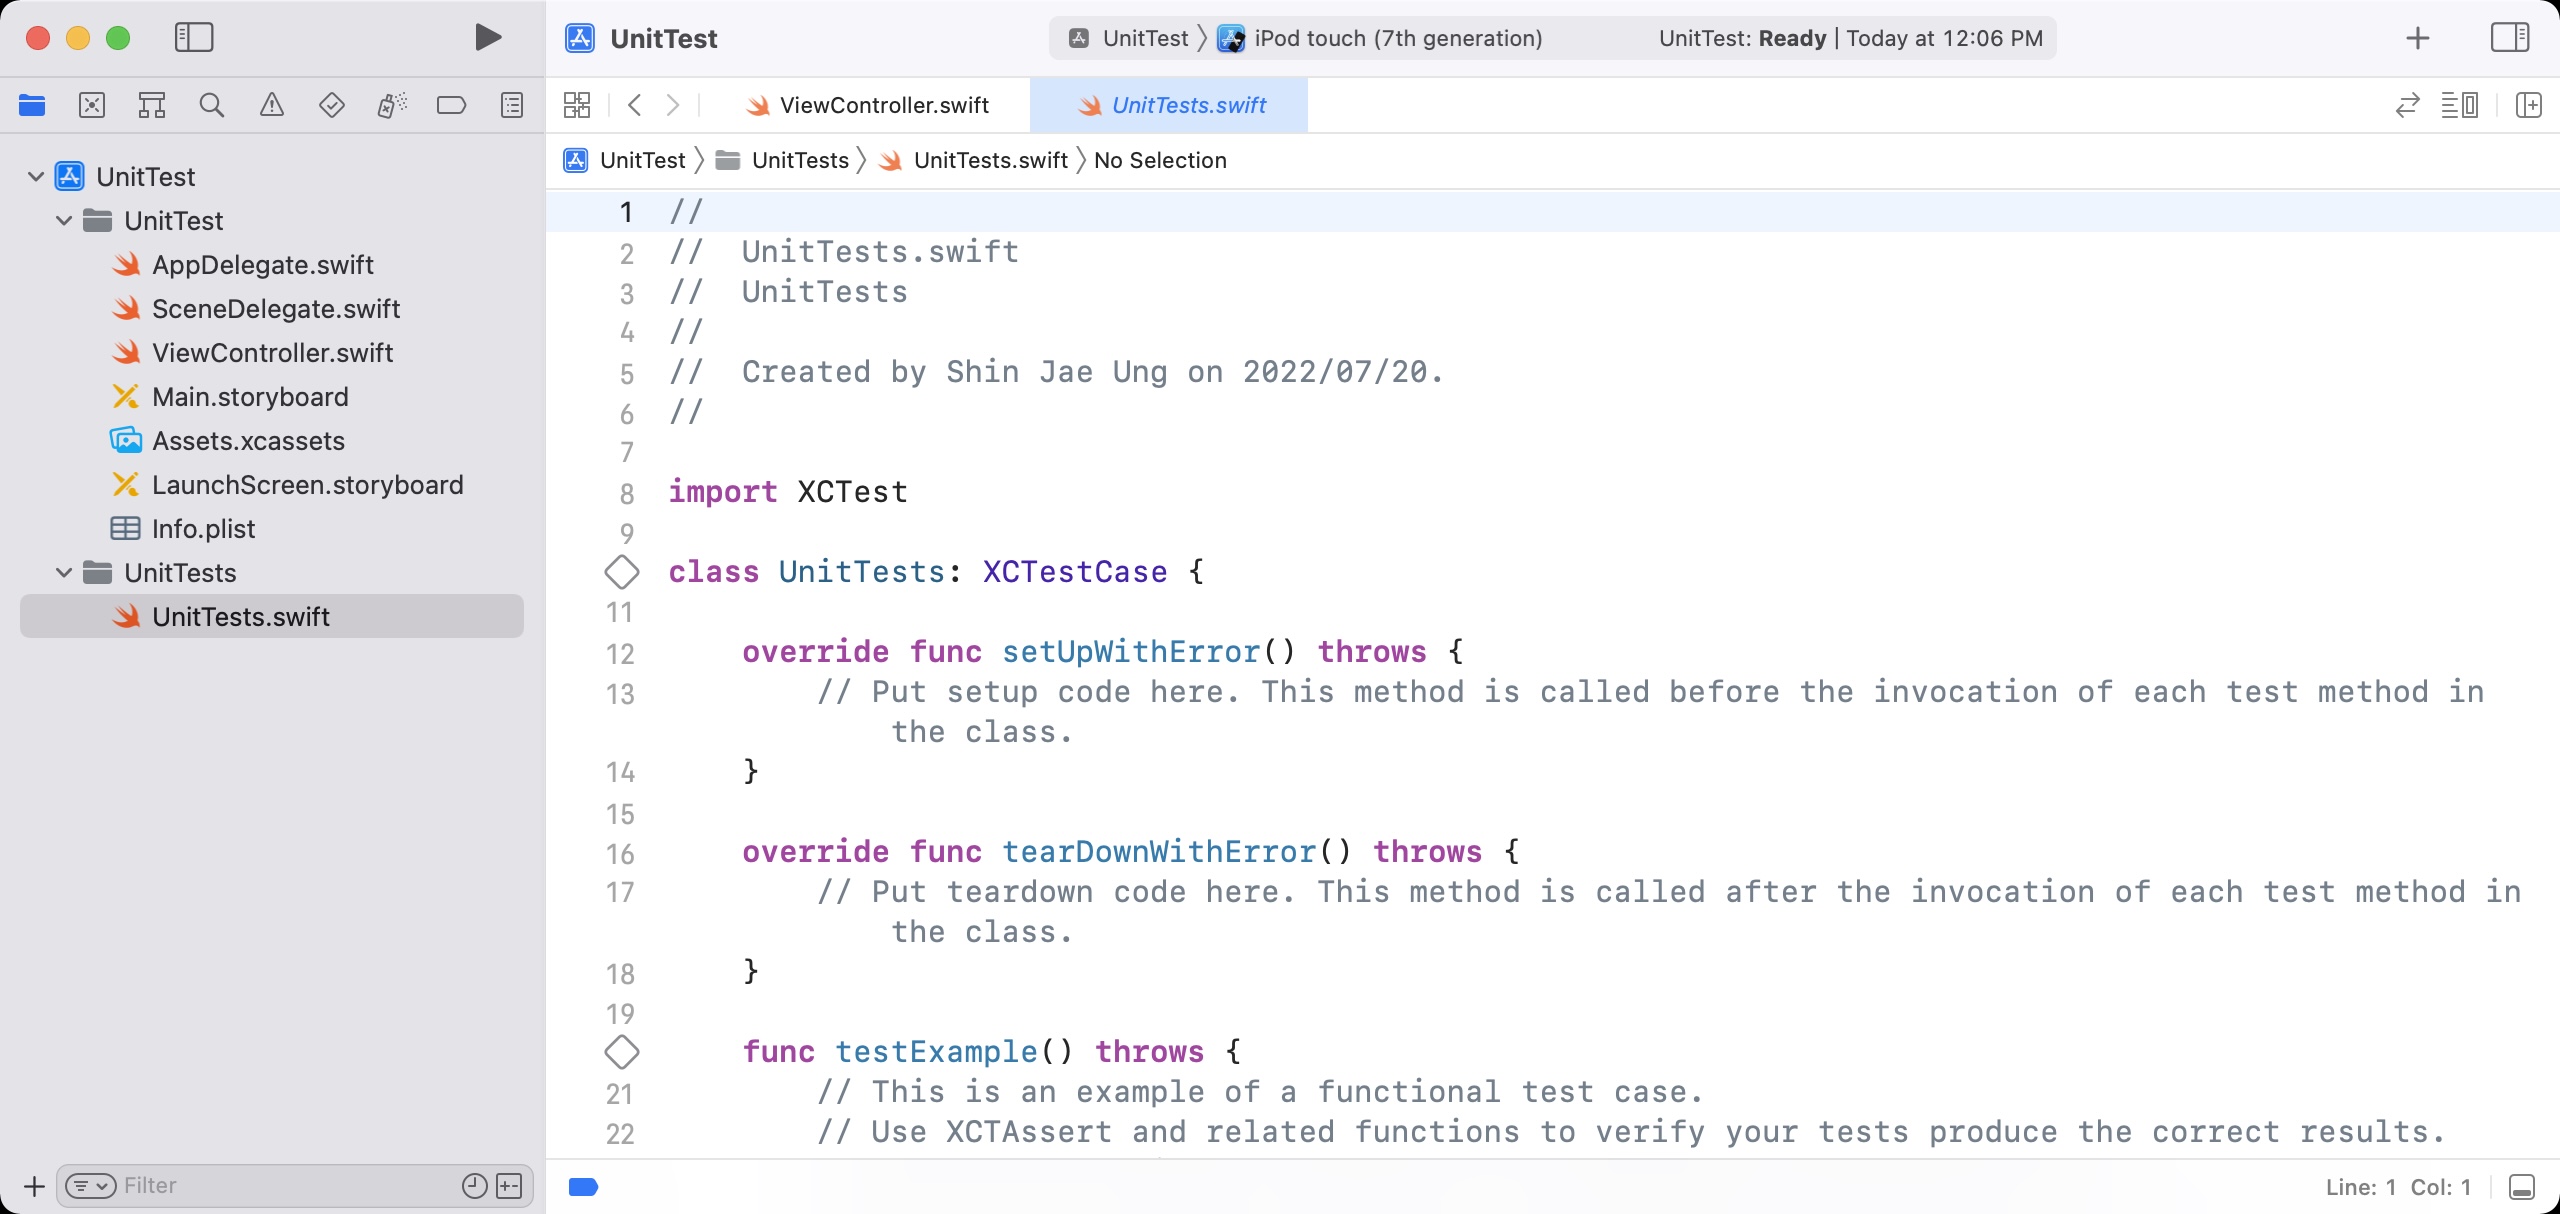 UnitTest
UnitTest
iPod touch (7th generation)
UnitTest: Ready | Today at 12:06 PM
ViewController.swift
UnitTests.swift
UnitTest
UnitTests
UnitTests.swift
No Selection
UnitTest
UnitTest
AppDelegate.swift
SceneDelegate.swift
ViewController.swift
Main.storyboard
Assets.xcassets
LaunchScreen.storyboard
Info.plist
UnitTests
UnitTests.swift
Filter
1 //
2 //  UnitTests.swift
3 //  UnitTests
4 //
5 //  Created by Shin Jae Ung on 2022/07/20.
6 //
7
8 import XCTest
9
class UnitTests: XCTestCase {
11
12     override func setUpWithError() throws {
13         // Put setup code here. This method is called before the invocation of each test method in
the class.
14     }
15
16     override func tearDownWithError() throws {
17         // Put teardown code here. This method is called after the invocation of each test method in
the class.
18     }
19
func testExample() throws {
21         // This is an example of a functional test case.
22         // Use XCTAssert and related functions to verify your tests produce the correct results.
Line: 1  Col: 1